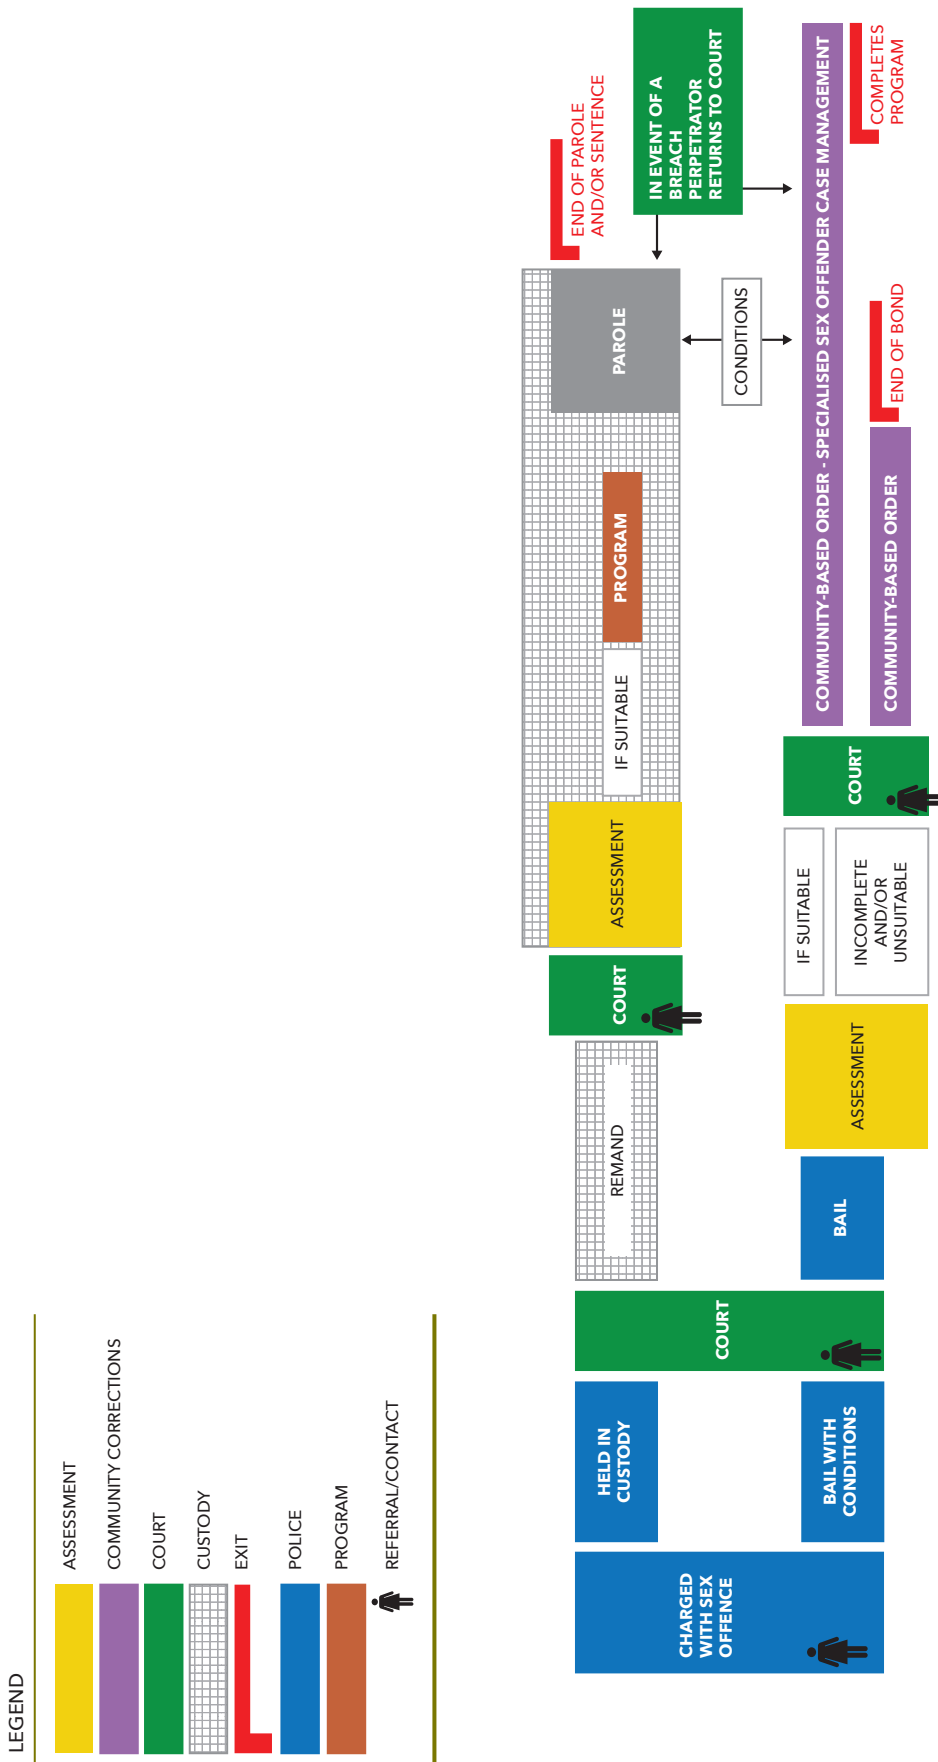 LEGEND
ASSESSMENT
COMMUNITY CORRECTIONS
COURT
CUSTODY
EXIT
POLICE
PROGRAM
REFERRAL/CONTACT
CHARGED
WITH SEX
OFFENCE
HELD IN
CUSTODY
BAIL WITH
CONDITIONS
COURT
REMAND
BAIL
COURT
ASSESSMENT
ASSESSMENT
IF SUITABLE
INCOMPLETE
AND/OR
UNSUITABLE
COURT
IF SUITABLE
PROGRAM
PAROLE
CONDITIONS
END OF PAROLE
AND/OR SENTENCE
IN EVENT OF A
BREACH
PERPETRATOR
RETURNS TO COURT
COMMUNITY-BASED ORDER - SPECIALISED SEX OFFENDER CASE MANAGEMENT
COMPLETES
PROGRAM
COMMUNITY-BASED ORDER
END OF BOND